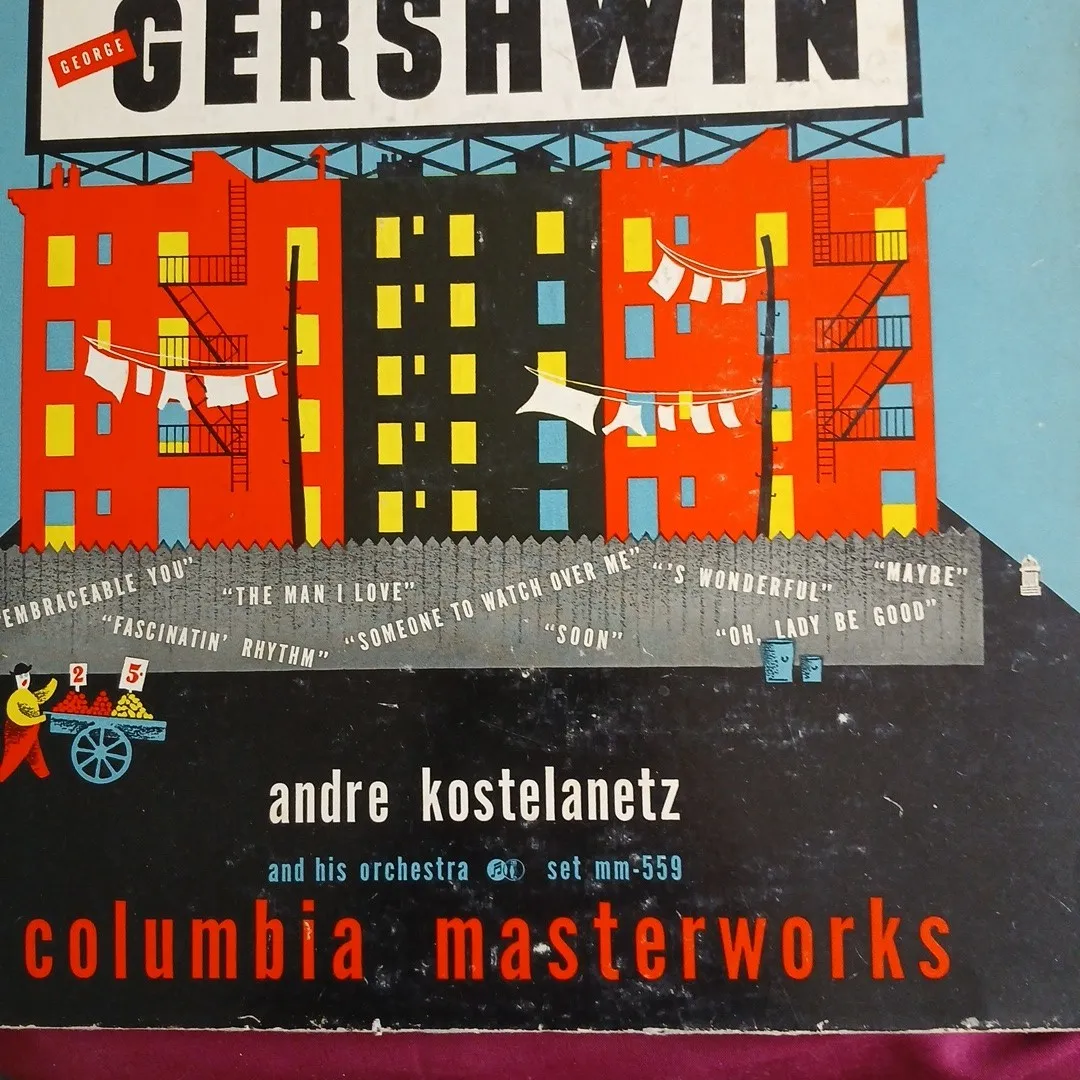 GEORGE
GERSHWIN
EMBRACEABLE YOU"
"THE MAN I LOVE"
"SOMEONE TO WATCH OVER ME"
"'S WONDERFUL"
"MAYBE"
"FASCINATIN' RHYTHM"
"SOON"
"OH, LADY BE GOOD"
2
5¢
andre kostelanetz
and his orchestra set mm-559
columbia masterworks